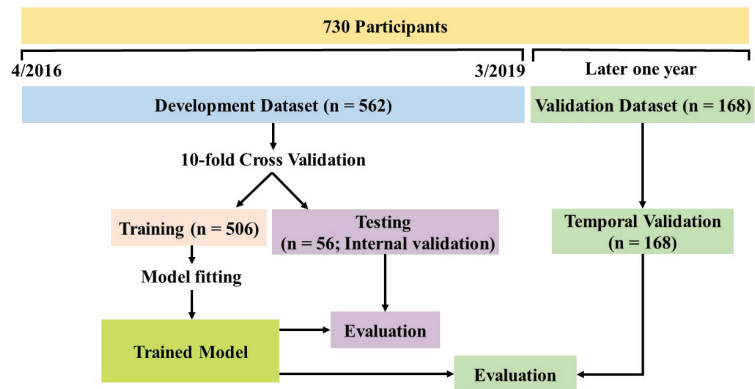 730 Participants
4/2016
3/2019
Later one year
Development Dataset (n = 562)
Validation Dataset (n = 168)
10-fold Cross Validation
Training (n = 506)
Testing
(n = 56; Internal validation)
Temporal Validation
(n = 168)
Model fitting
Trained Model
Evaluation
Evaluation